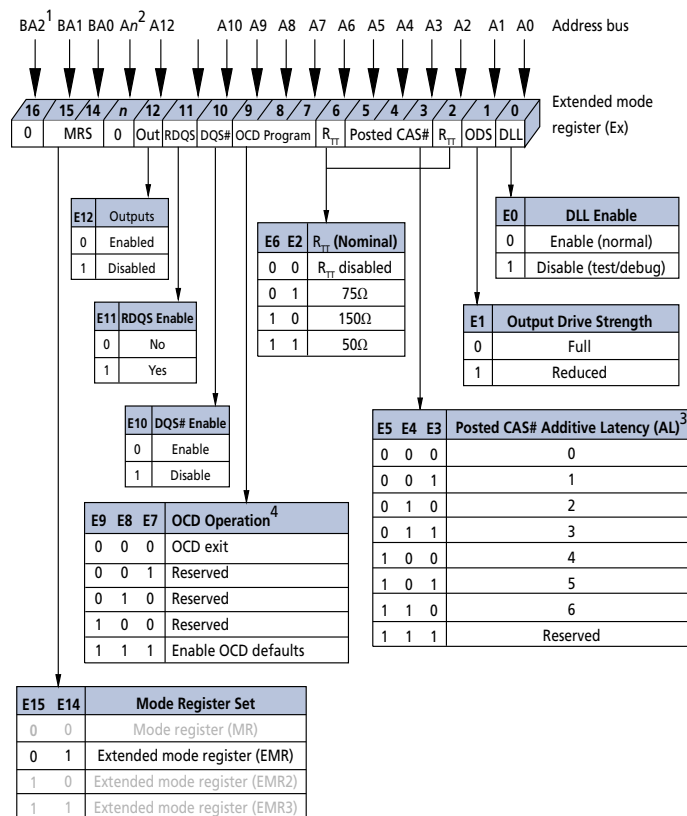 BA2 1 BA1 BA0 An 2 A12 A10 A9 A8 A7 A6 A5 A4 A3 A2 A1 A0 Address bus
16 15 14 n 12 11 10 9 8 7 6 5 4 3 2 1 0 Extended mode
0 MRS 0 Out RDQS DQS# OCD Program RTT Posted CAS# RTT ODS DLL register (Ex)
E12 Outputs
0 Enabled
1 Disabled
E6 E2 RTT (Nominal)
0 0 RTT disabled
0 1 75Ω
1 0 150Ω
1 1 50Ω
E0 DLL Enable
0 Enable (normal)
1 Disable (test/debug)
E11 RDQS Enable
0 No
1 Yes
E1 Output Drive Strength
0 Full
1 Reduced
E10 DQS# Enable
0 Enable
1 Disable
E5 E4 E3 Posted CAS# Additive Latency (AL) 3
0 0 0 0
0 0 1 1
0 1 0 2
0 1 1 3
1 0 0 4
1 0 1 5
1 1 0 6
1 1 1 Reserved
E9 E8 E7 OCD Operation 4
0 0 0 OCD exit
0 0 1 Reserved
0 1 0 Reserved
1 0 0 Reserved
1 1 1 Enable OCD defaults
E15 E14 Mode Register Set
0 0 Mode register (MR)
0 1 Extended mode register (EMR)
1 0 Extended mode register (EMR2)
1 1 Extended mode register (EMR3)